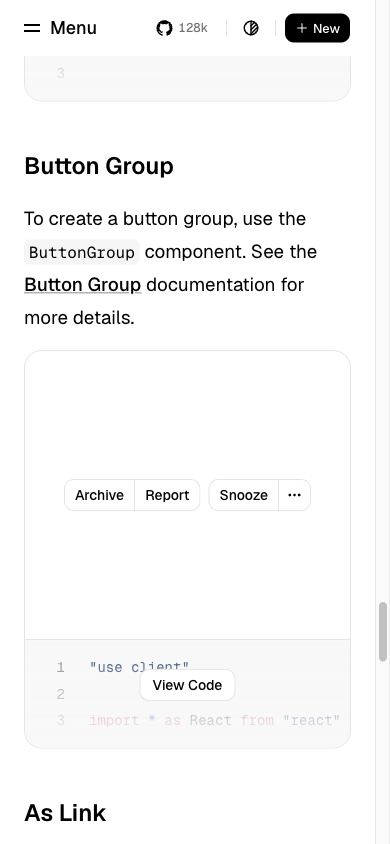 Menu
128k
New
3
Button Group
To create a button group, use the
ButtonGroup component. See the
Button Group documentation for
more details.
Archive
Report
Snooze
•••
1 "use client"
2
View Code
3 import * as React from "react"
As Link